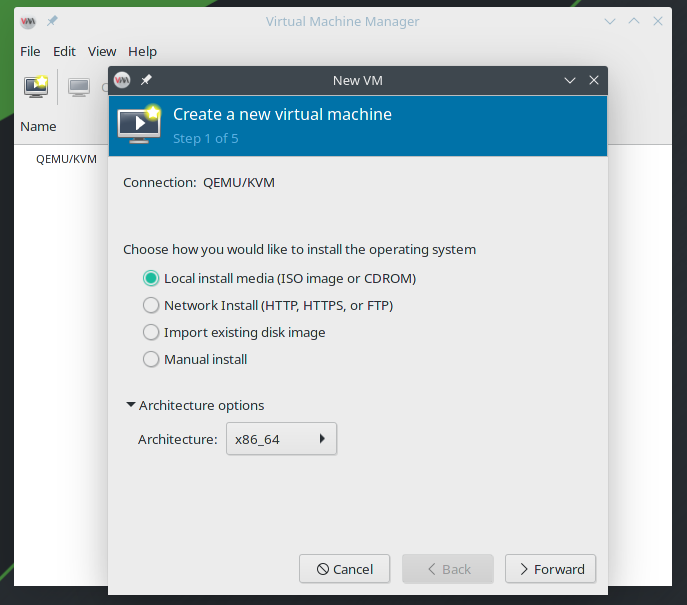 Virtual Machine Manager
File Edit View Help
Name
QEMU/KVM
New VM
Create a new virtual machine
Step 1 of 5
Connection: QEMU/KVM
Choose how you would like to install the operating system
Local install media (ISO image or CDROM)
Network Install (HTTP, HTTPS, or FTP)
Import existing disk image
Manual install
Architecture options
Architecture: x86_64
Cancel Back Forward